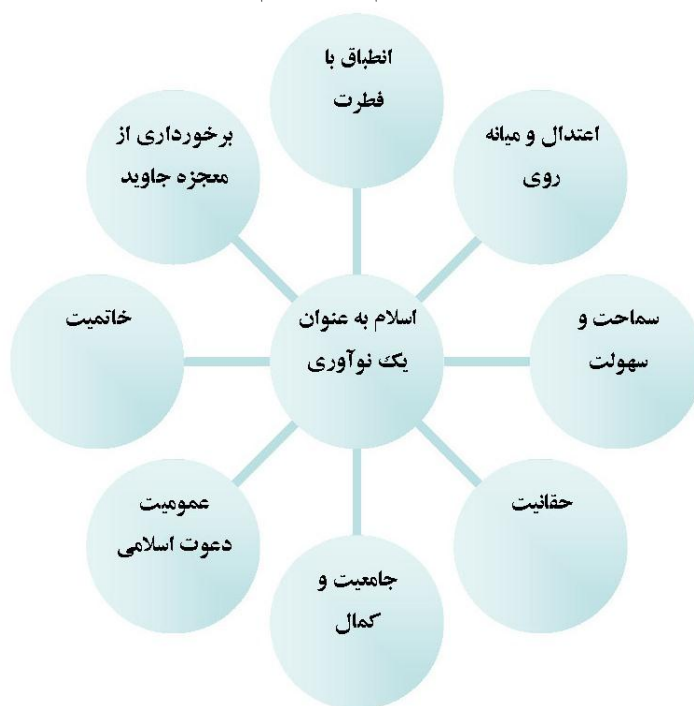 انطباق با
فطرت
اعتدال و میانه
روی
سماحت و
سهولت
حقانیت
جامعیت و
کمال
عمومیت
دعوت اسلامی
خاتمیت
برخورداری از
معجزه جاوید
اسلام به عنوان
یک نوآوری